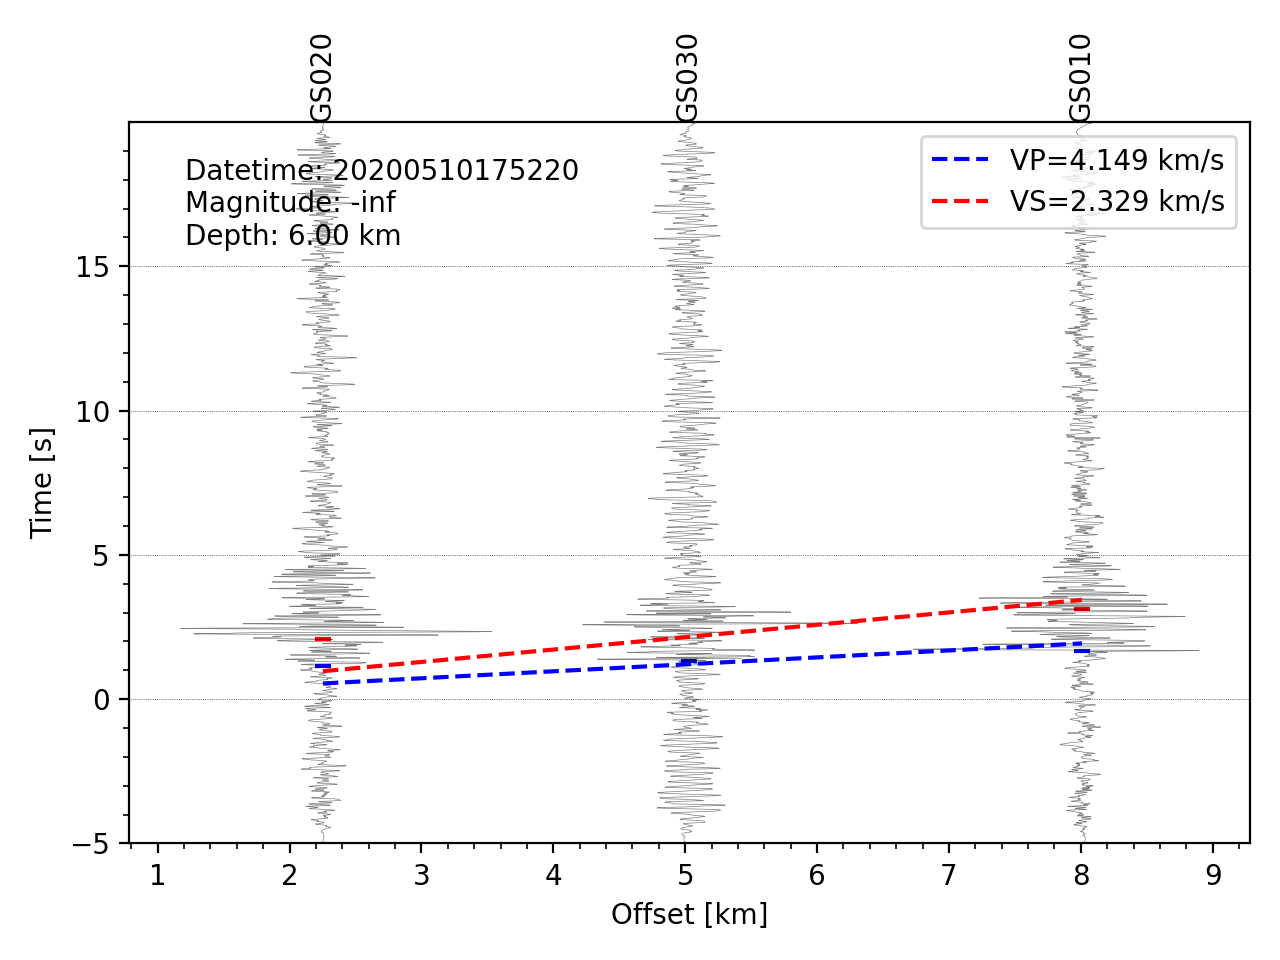 GS020
GS030
GS010
Datetime: 20200510175220
Magnitude: -inf
Depth: 6.00 km
VP=4.149 km/s
VS=2.329 km/s
15
10
5
0
−5
Time [s]
1 2 3 4 5 6 7 8 9
Offset [km]